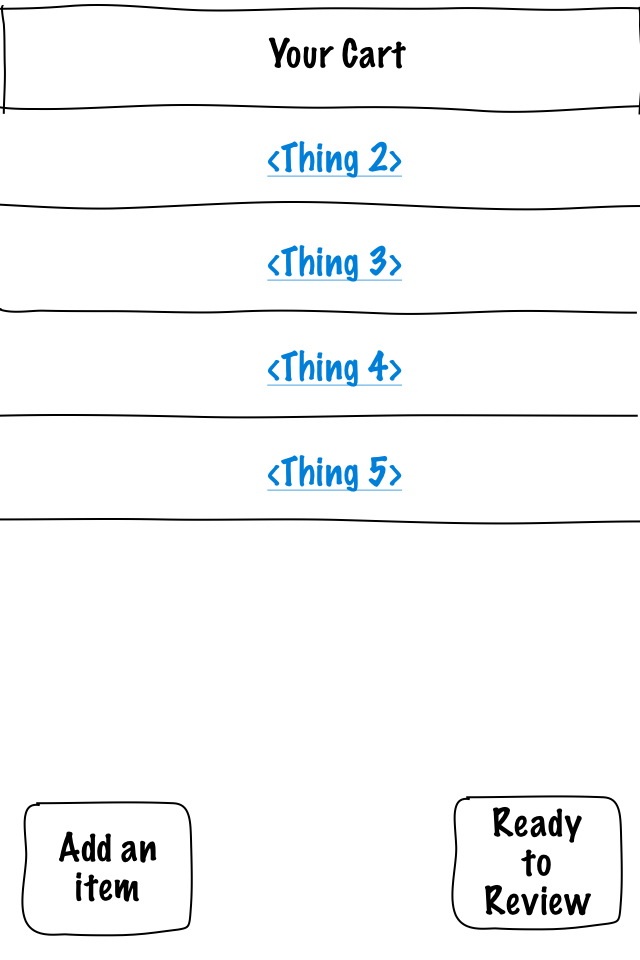 Your Cart
<Thing 2>
<Thing 3>
<Thing 4>
<Thing 5>
Add an
item
Ready
to
Review